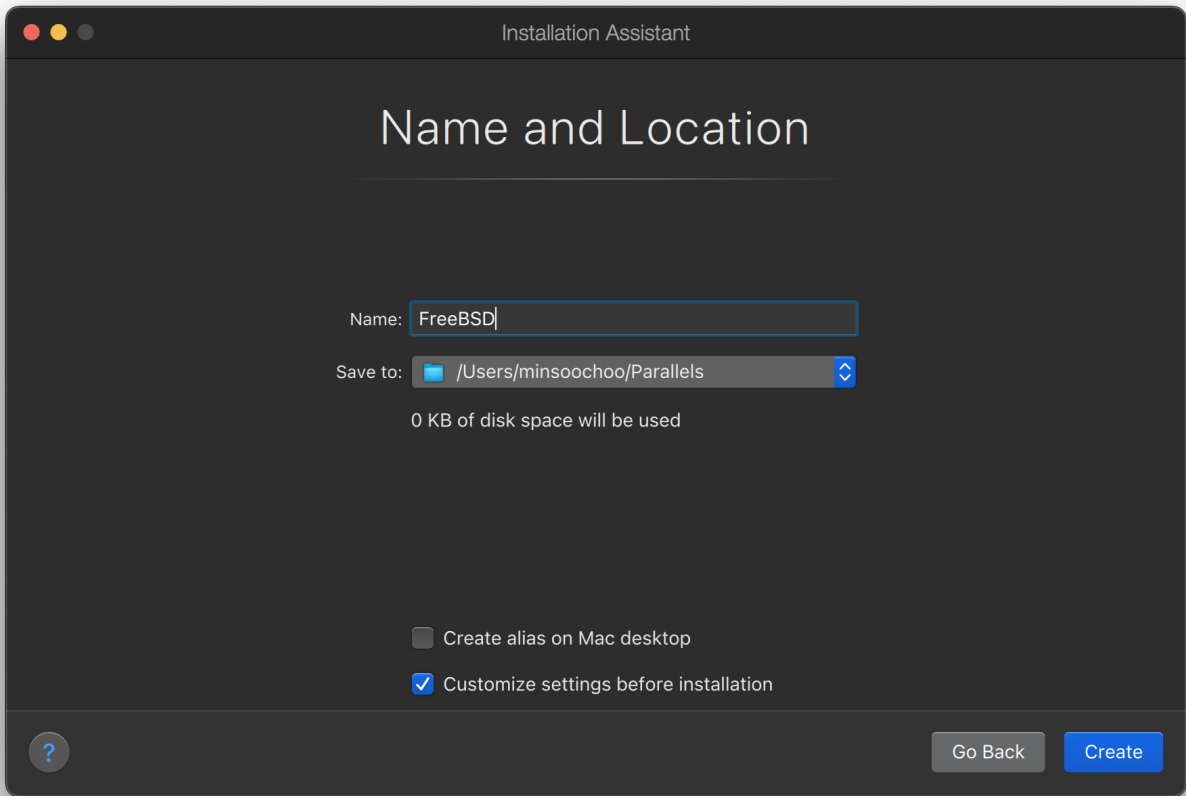 Installation Assistant
Name and Location
Name: FreeBSD
Save to: /Users/minsoochoo/Parallels
0 KB of disk space will be used
Create alias on Mac desktop
Customize settings before installation
? Go Back Create